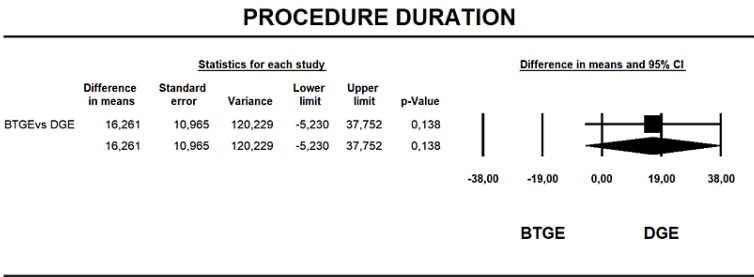 PROCEDURE DURATION
Statistics for each study
Difference in means and 95% CI
Difference in means Standard error Variance Lower limit Upper limit p-Value
BTGEvs DGE 16,261 10,965 120,229 -5,230 37,752 0,138
16,261 10,965 120,229 -5,230 37,752 0,138
-38,00 -19,00 0,00 19,00 38,00
BTGE DGE